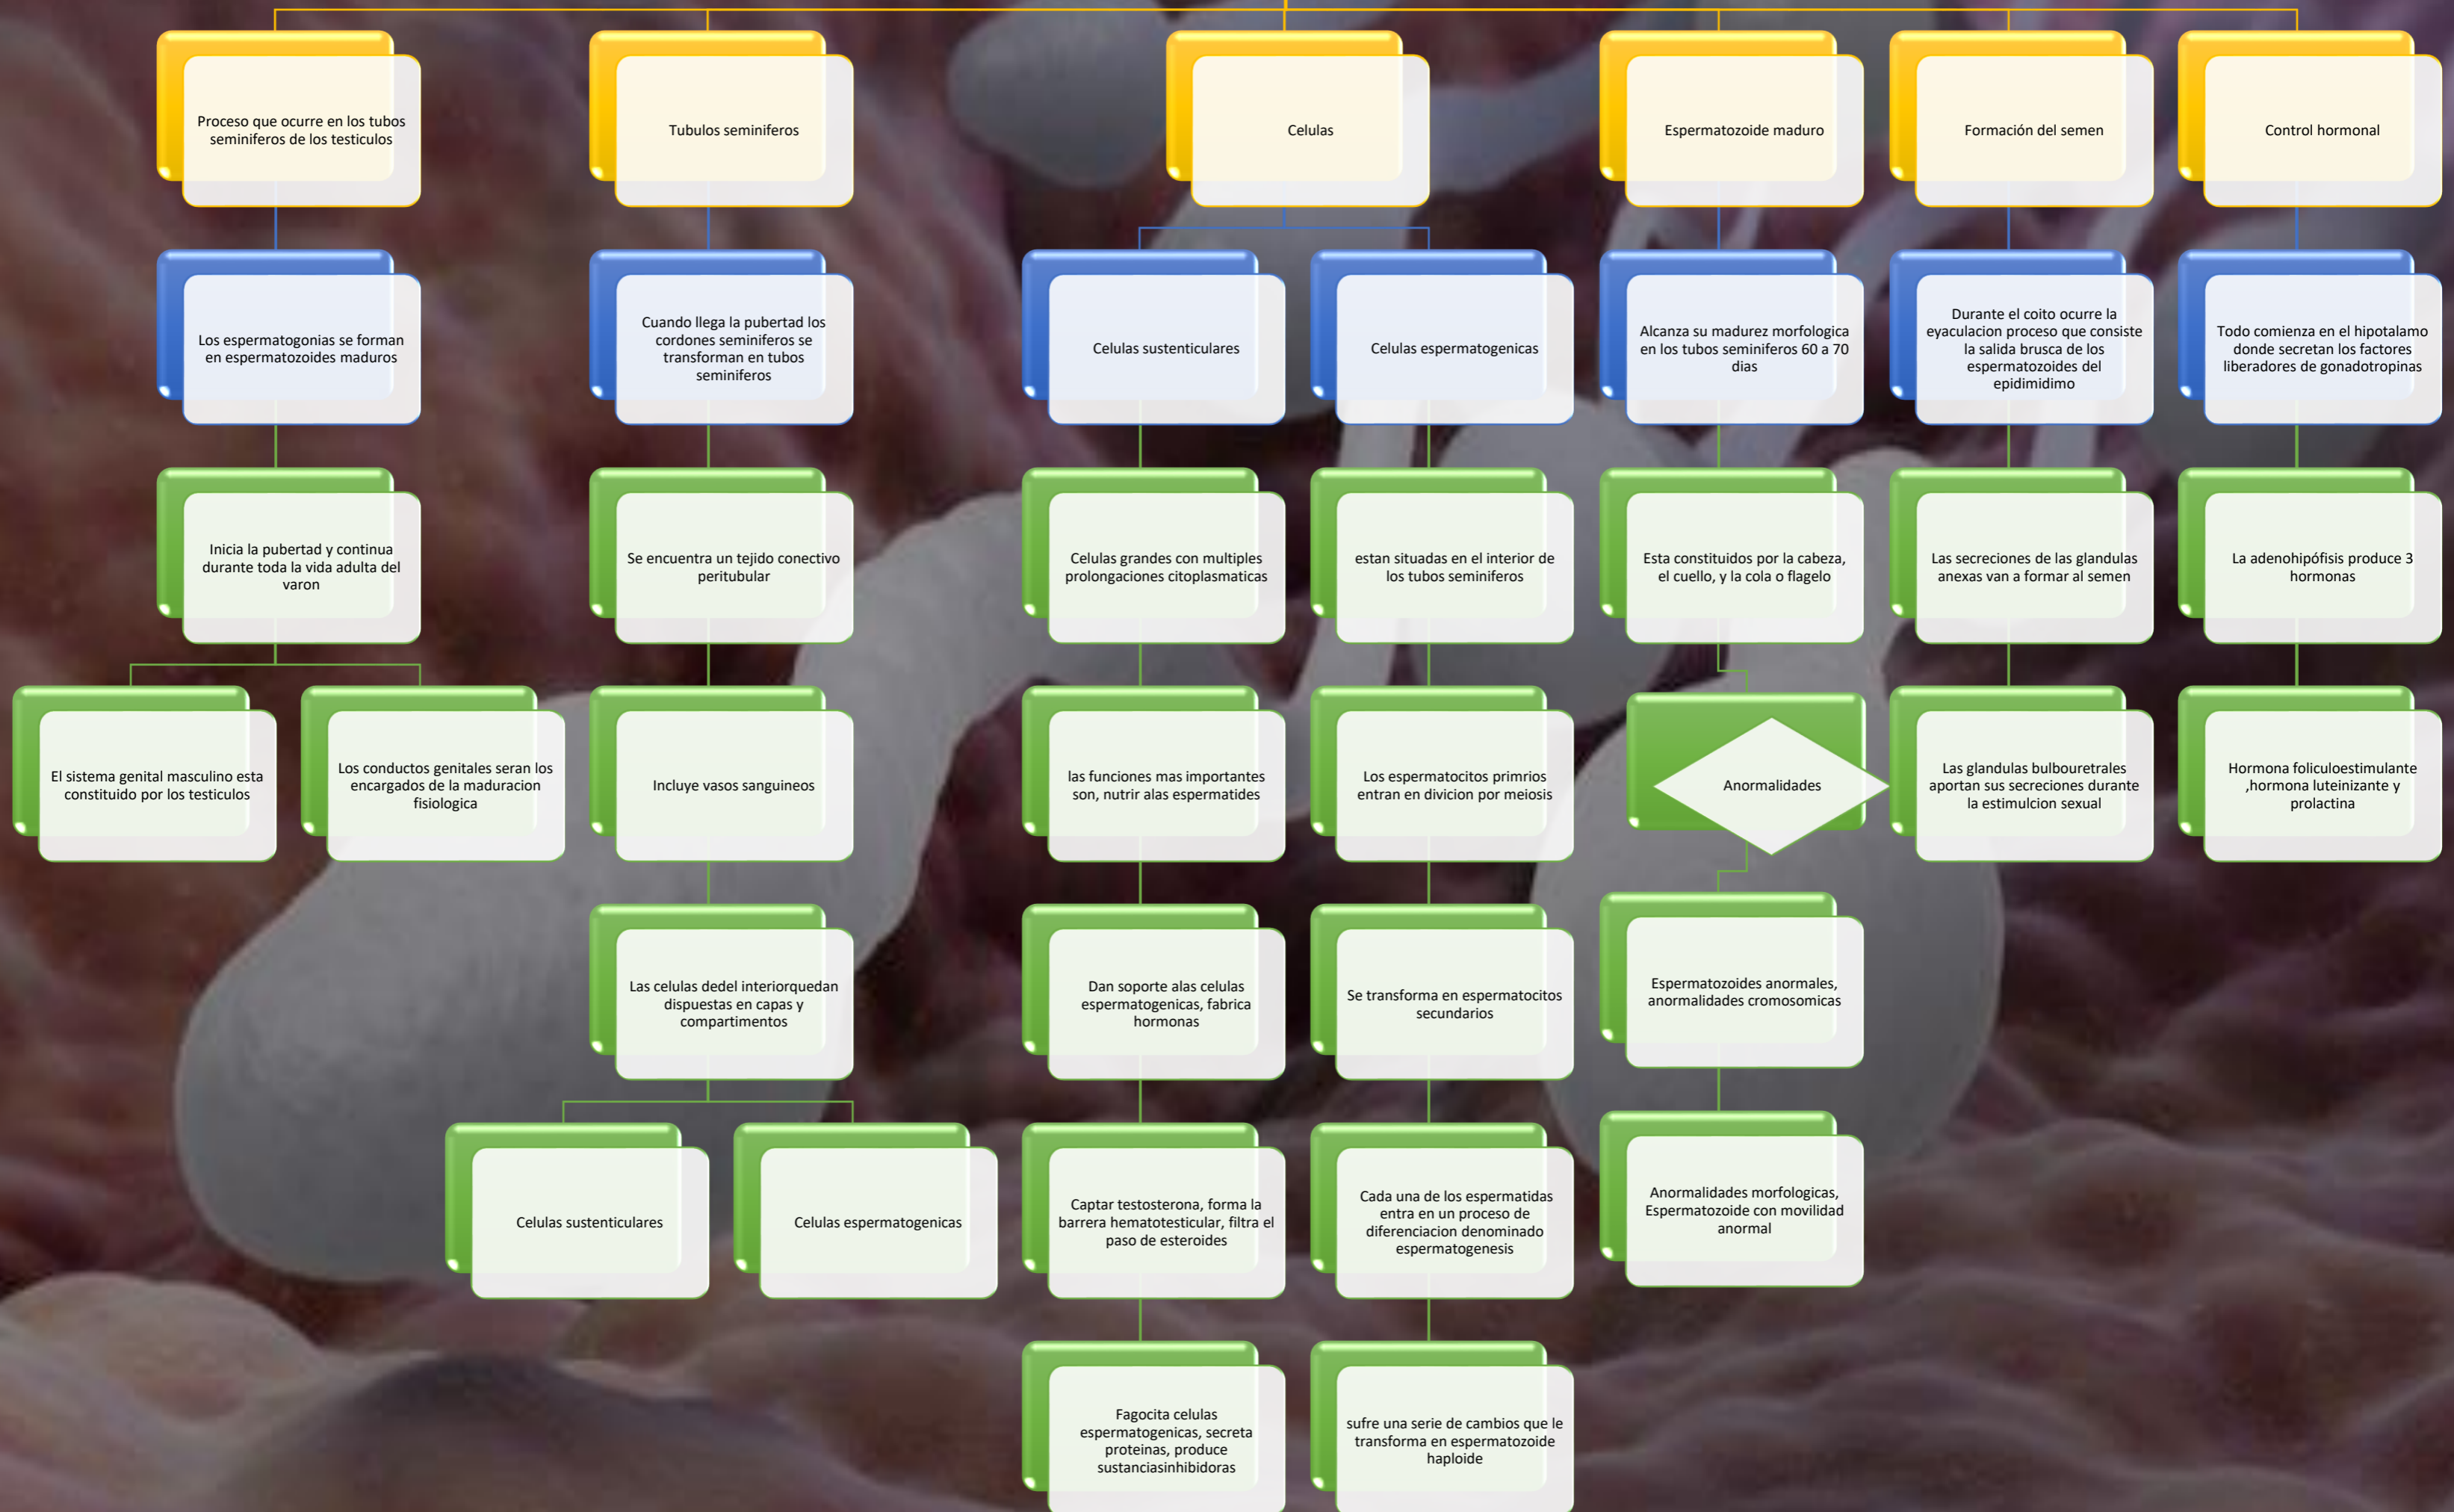 Proceso que ocurre en los tubos
seminiferos de los testiculos
Tubulos seminiferos
Celulas
Espermatozoide maduro
Formación del semen
Control hormonal
Los espermatogonias se forman
en espermatozoides maduros
Cuando llega la pubertad los
cordones seminiferos se
transforman en tubos
seminiferos
Celulas sustenticulares
Celulas espermatogenicas
Alcanza su madurez morfologica
en los tubos seminiferos 60 a 70
dias
Durante el coito ocurre la
eyaculacion proceso que consiste
la salida brusca de los
espermatozoides del
epidimidimo
Todo comienza en el hipotalamo
donde secretan los factores
liberadores de gonadotropinas
Inicia la pubertad y continua
durante toda la vida adulta del
varon
Se encuentra un tejido conectivo
peritubular
Celulas grandes con multiples
prolongaciones citoplasmaticas
estan situadas en el interior de
los tubos seminiferos
Esta constituidos por la cabeza,
el cuello, y la cola o flagelo
Las secreciones de las glandulas
anexas van a formar al semen
La adenohipófisis produce 3
hormonas
El sistema genital masculino esta
constituido por los testiculos
Los conductos genitales seran los
encargados de la maduracion
fisiologica
Incluye vasos sanguineos
las funciones mas importantes
son, nutrir alas espermatides
Los espermatocitos primrios
entran en divicion por meiosis
Anormalidades
Las glandulas bulbouretrales
aportan sus secreciones durante
la estimulcion sexual
Hormona foliculoestimulante
,hormona luteinizante y
prolactina
Las celulas dedel interiorquedan
dispuestas en capas y
compartimentos
Dan soporte alas celulas
espermatogenicas, fabrica
hormonas
Se transforma en espermatocitos
secundarios
Espermatozoides anormales,
anormalidades cromosomicas
Celulas sustenticulares
Celulas espermatogenicas
Captar testosterona, forma la
barrera hematotesticular, filtra el
paso de esteroides
Cada una de los espermatidas
entra en un proceso de
diferenciacion denominado
espermatogenesis
Anormalidades morfologicas,
Espermatozoide con movilidad
anormal
Fagocita celulas
espermatogenicas, secreta
proteinas, produce
sustanciasinhibidoras
sufre una serie de cambios que le
transforma en espermatozoide
haploide